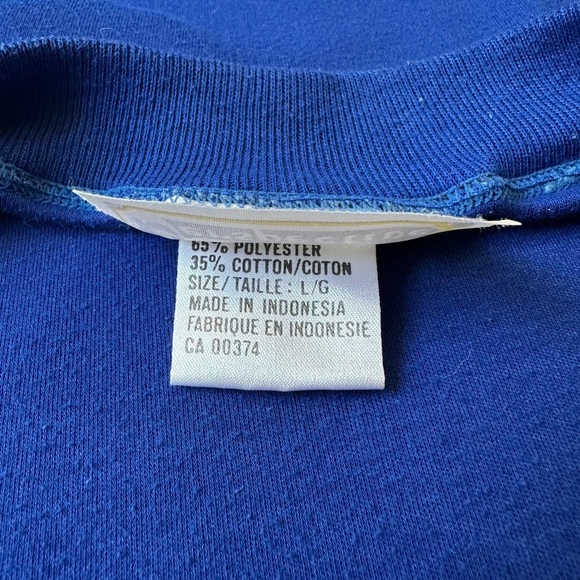 65% POLYESTER
35% COTTON/COTON
SIZE/TAILLE: L/G
MADE IN INDONESIA
FABRIQUE EN INDONESIE
CA 00374